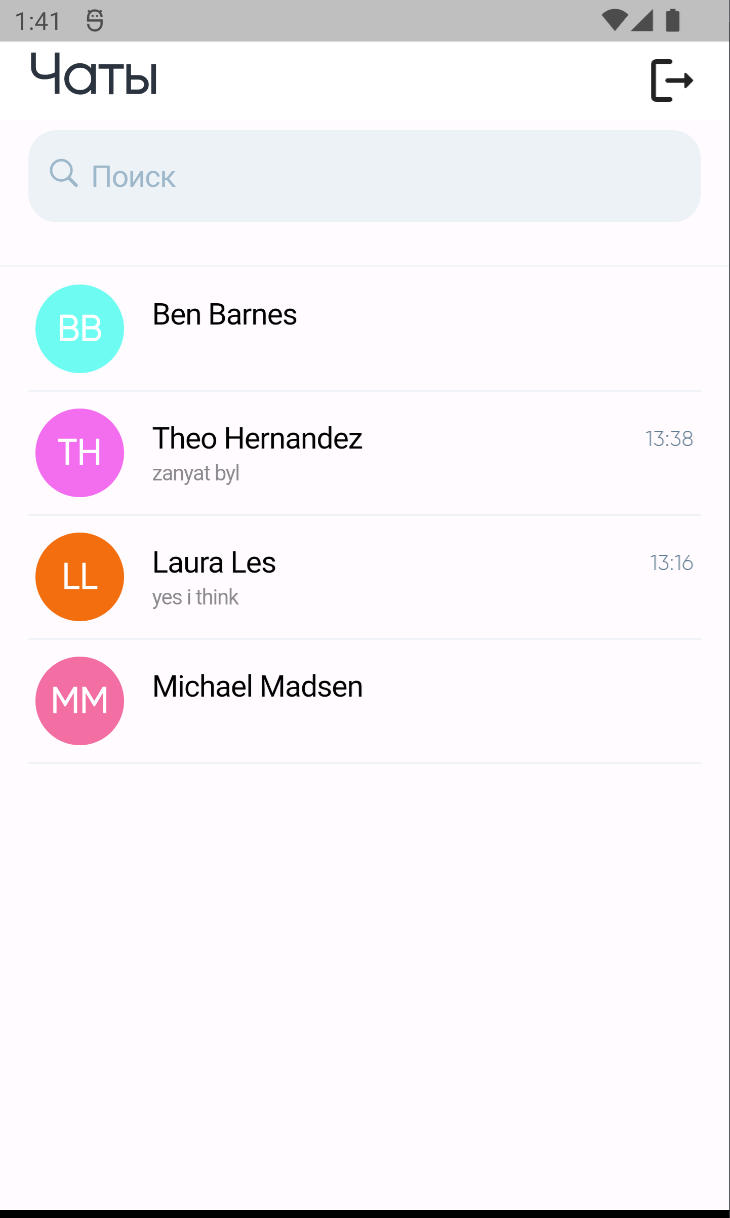 1:41
Чаты
Поиск
BB
Ben Barnes
TH
Theo Hernandez
13:38
zanyat byl
LL
Laura Les
13:16
yes i think
MM
Michael Madsen